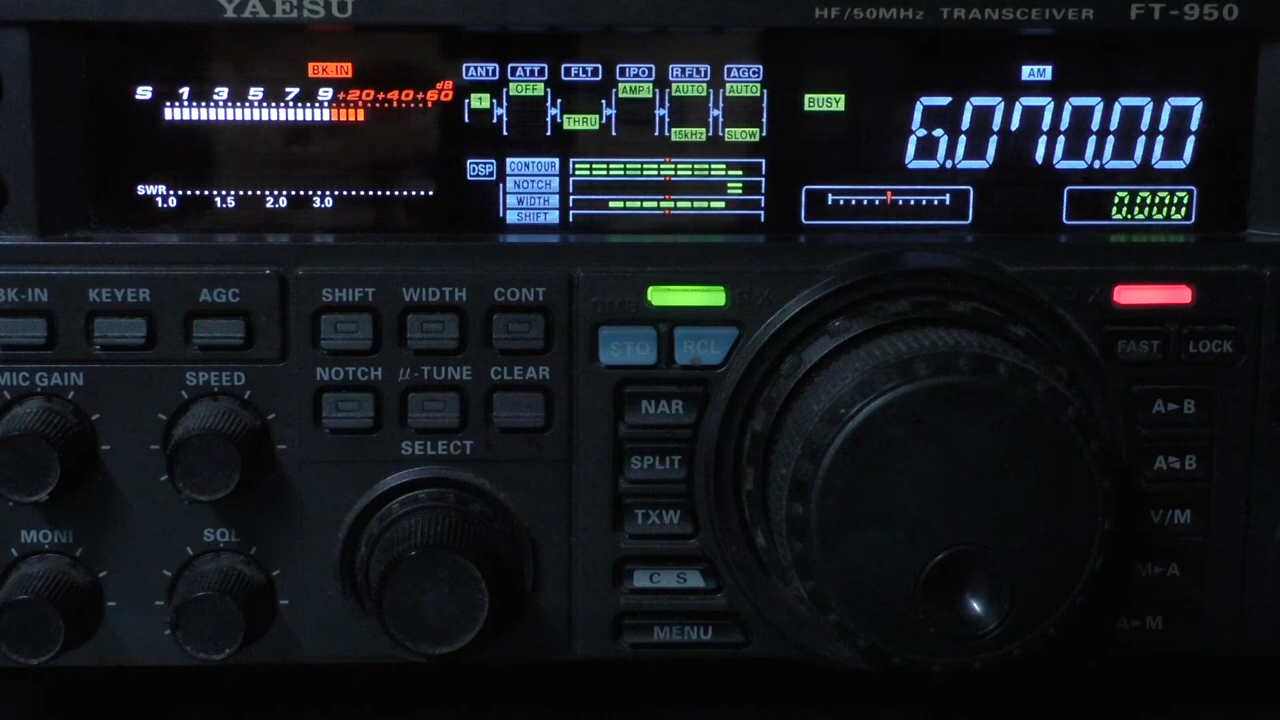 YAESU
HF/50MHz TRANSCEIVER FT-950
BK-IN
S 1 3 5 7 9 +20 +40 +60 dB
SWR
1.0 1.5 2.0 3.0
ANT ATT FLT IPO R.FLT AGC
1 OFF THRU AMP1 AUTO AUTO
15kHz SLOW
DSP
CONTOUR
NOTCH
WIDTH
SHIFT
BUSY
AM
6.070.00
0.000
BK-IN KEYER AGC
SHIFT WIDTH CONT
STO RCL
FAST LOCK
MIC GAIN SPEED
NOTCH μ-TUNE CLEAR
SELECT
NAR
SPLIT
TXW
C.S
MENU
A►B
V/M
A►M
MONI SQL